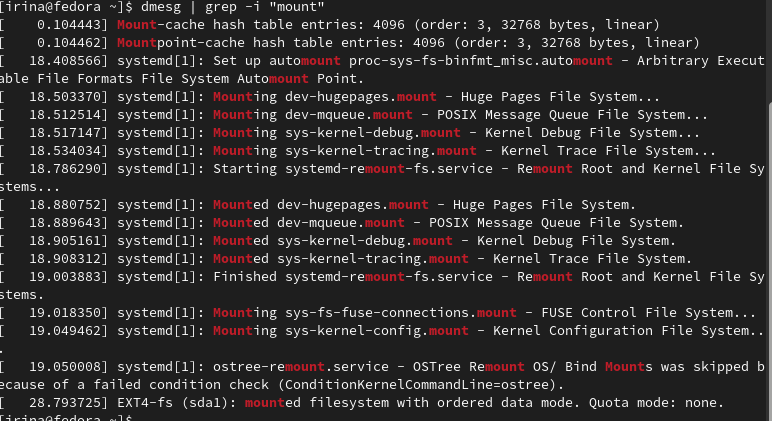 [irina@fedora ~]$ dmesg | grep -i "mount"
[    0.104443] Mount-cache hash table entries: 4096 (order: 3, 32768 bytes, linear)
[    0.104462] Mountpoint-cache hash table entries: 4096 (order: 3, 32768 bytes, linear)
[   18.408566] systemd[1]: Set up automount proc-sys-fs-binfmt_misc.automount - Arbitrary Execut
able File Formats File System Automount Point.
[   18.503370] systemd[1]: Mounting dev-hugepages.mount - Huge Pages File System...
[   18.512514] systemd[1]: Mounting dev-mqueue.mount - POSIX Message Queue File System...
[   18.517147] systemd[1]: Mounting sys-kernel-debug.mount - Kernel Debug File System...
[   18.534034] systemd[1]: Mounting sys-kernel-tracing.mount - Kernel Trace File System...
[   18.786290] systemd[1]: Starting systemd-remount-fs.service - Remount Root and Kernel File Sy
stems...
[   18.880752] systemd[1]: Mounted dev-hugepages.mount - Huge Pages File System.
[   18.889643] systemd[1]: Mounted dev-mqueue.mount - POSIX Message Queue File System.
[   18.905161] systemd[1]: Mounted sys-kernel-debug.mount - Kernel Debug File System.
[   18.908312] systemd[1]: Mounted sys-kernel-tracing.mount - Kernel Trace File System.
[   19.003883] systemd[1]: Finished systemd-remount-fs.service - Remount Root and Kernel File Sy
stems.
[   19.018350] systemd[1]: Mounting sys-fs-fuse-connections.mount - FUSE Control File System...
[   19.049462] systemd[1]: Mounting sys-kernel-config.mount - Kernel Configuration File System..
.
[   19.050008] systemd[1]: ostree-remount.service - OSTree Remount OS/ Bind Mounts was skipped b
ecause of a failed condition check (ConditionKernelCommandLine=ostree).
[   28.793725] EXT4-fs (sda1): mounted filesystem with ordered data mode. Quota mode: none.
[irina@fedora ~]$